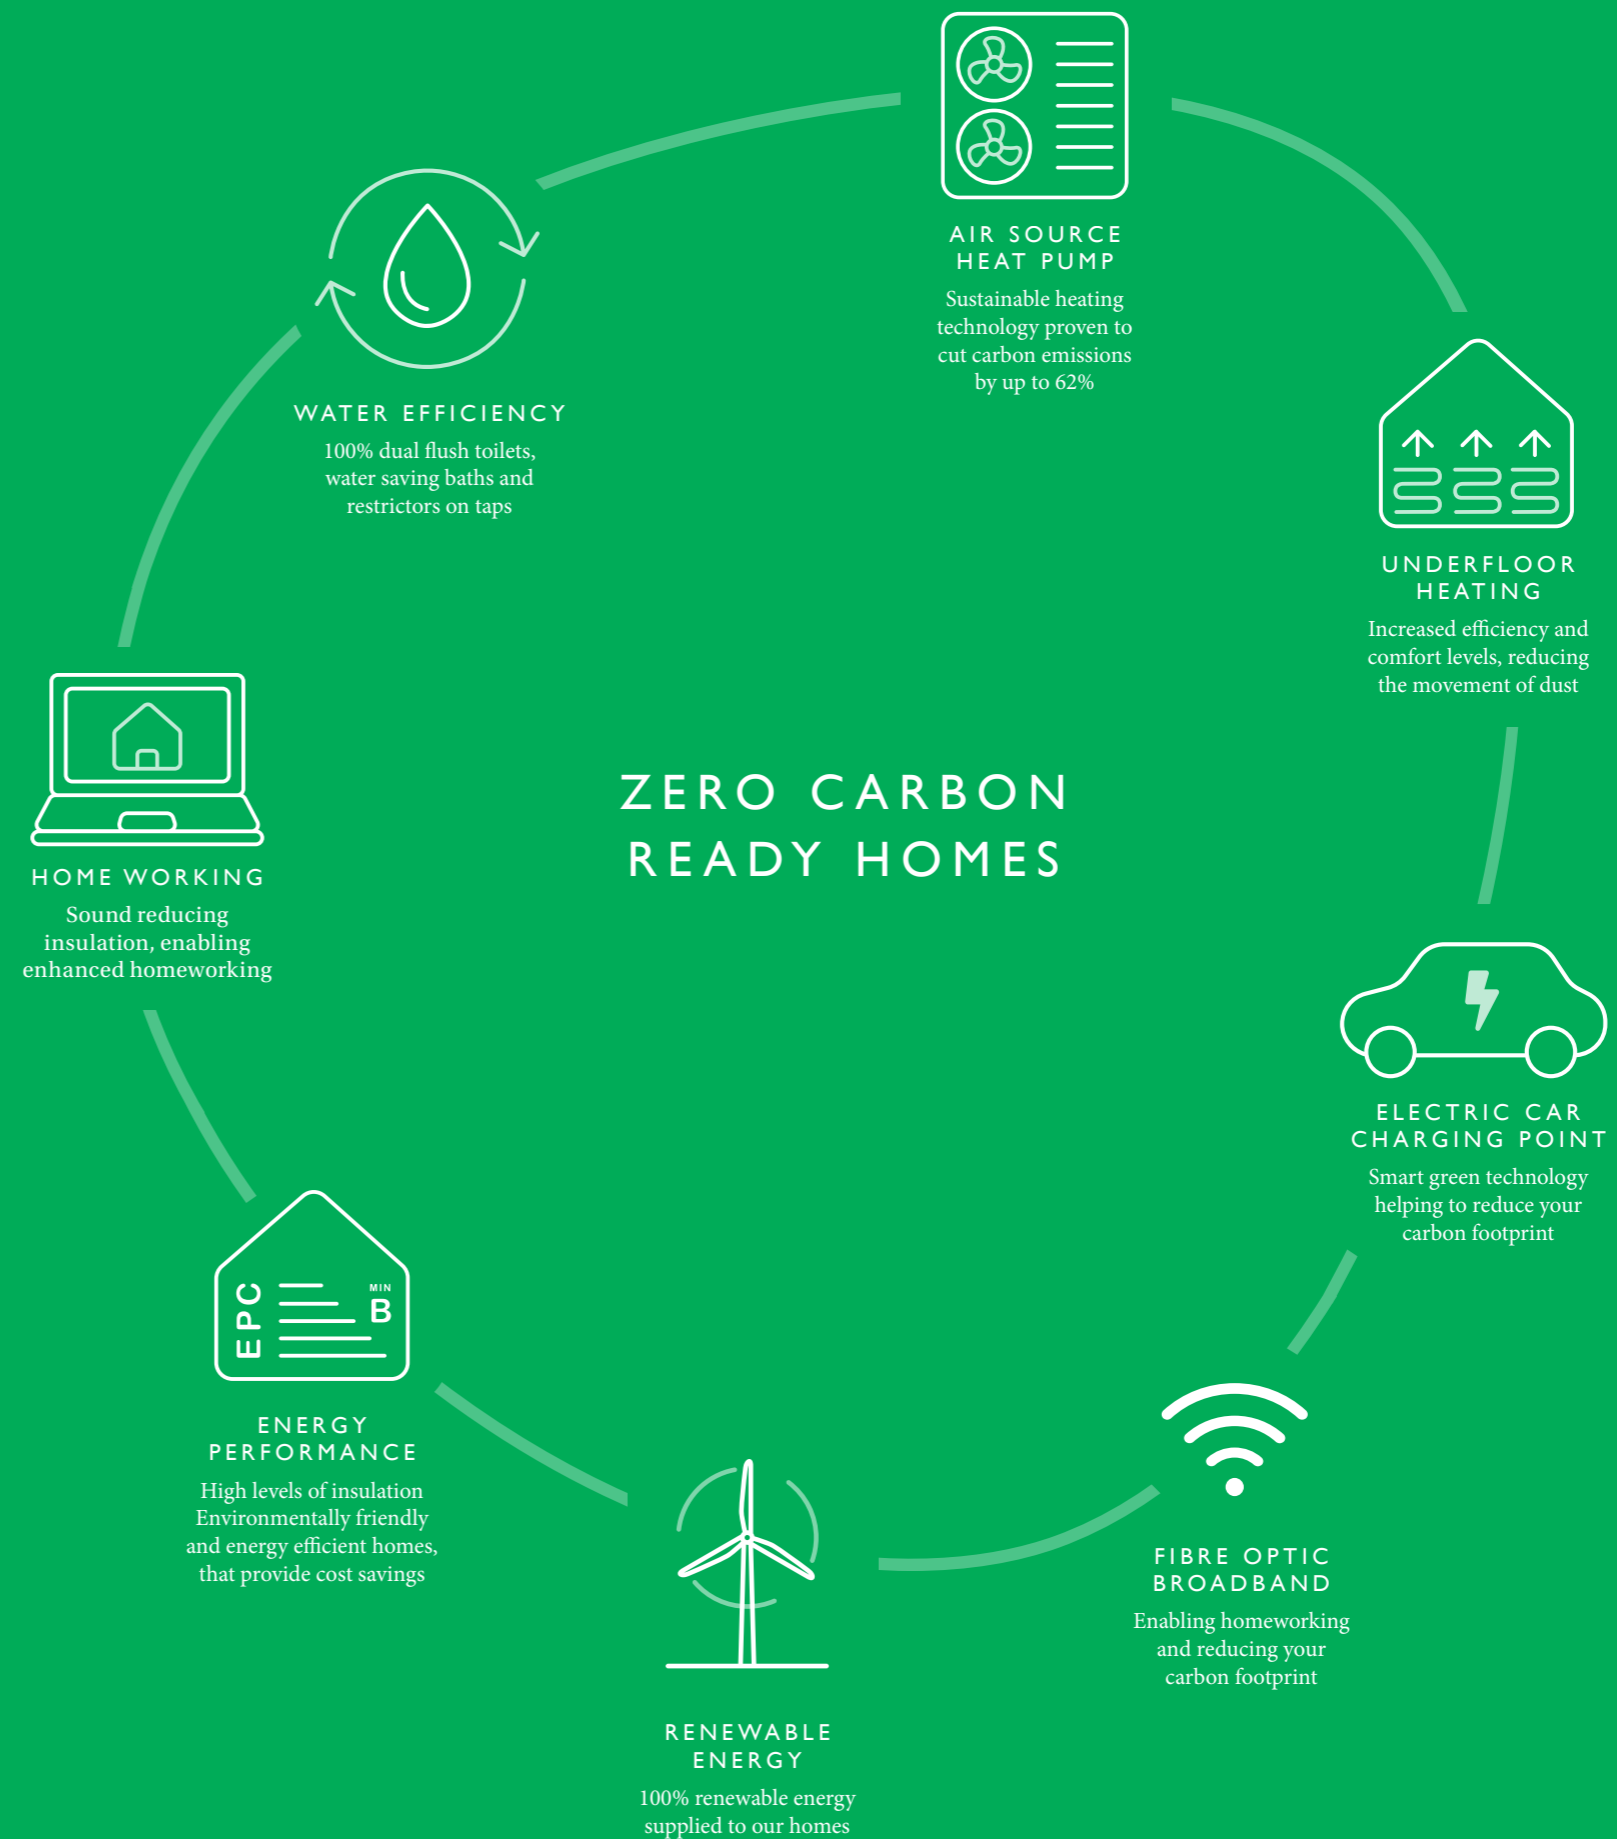 AIR SOURCE
HEAT PUMP
Sustainable heating
technology proven to
cut carbon emissions
by up to 62%
WATER EFFICIENCY
100% dual flush toilets,
water saving baths and
restrictors on taps
UNDERFLOOR
HEATING
Increased efficiency and
comfort levels, reducing
the movement of dust
ZERO CARBON
READY HOMES
HOME WORKING
Sound reducing
insulation, enabling
enhanced homeworking
ELECTRIC CAR
CHARGING POINT
Smart green technology
helping to reduce your
carbon footprint
EPC
MIN
B
ENERGY
PERFORMANCE
High levels of insulation
Environmentally friendly
and energy efficient homes,
that provide cost savings
FIBRE OPTIC
BROADBAND
Enabling homeworking
and reducing your
carbon footprint
RENEWABLE
ENERGY
100% renewable energy
supplied to our homes